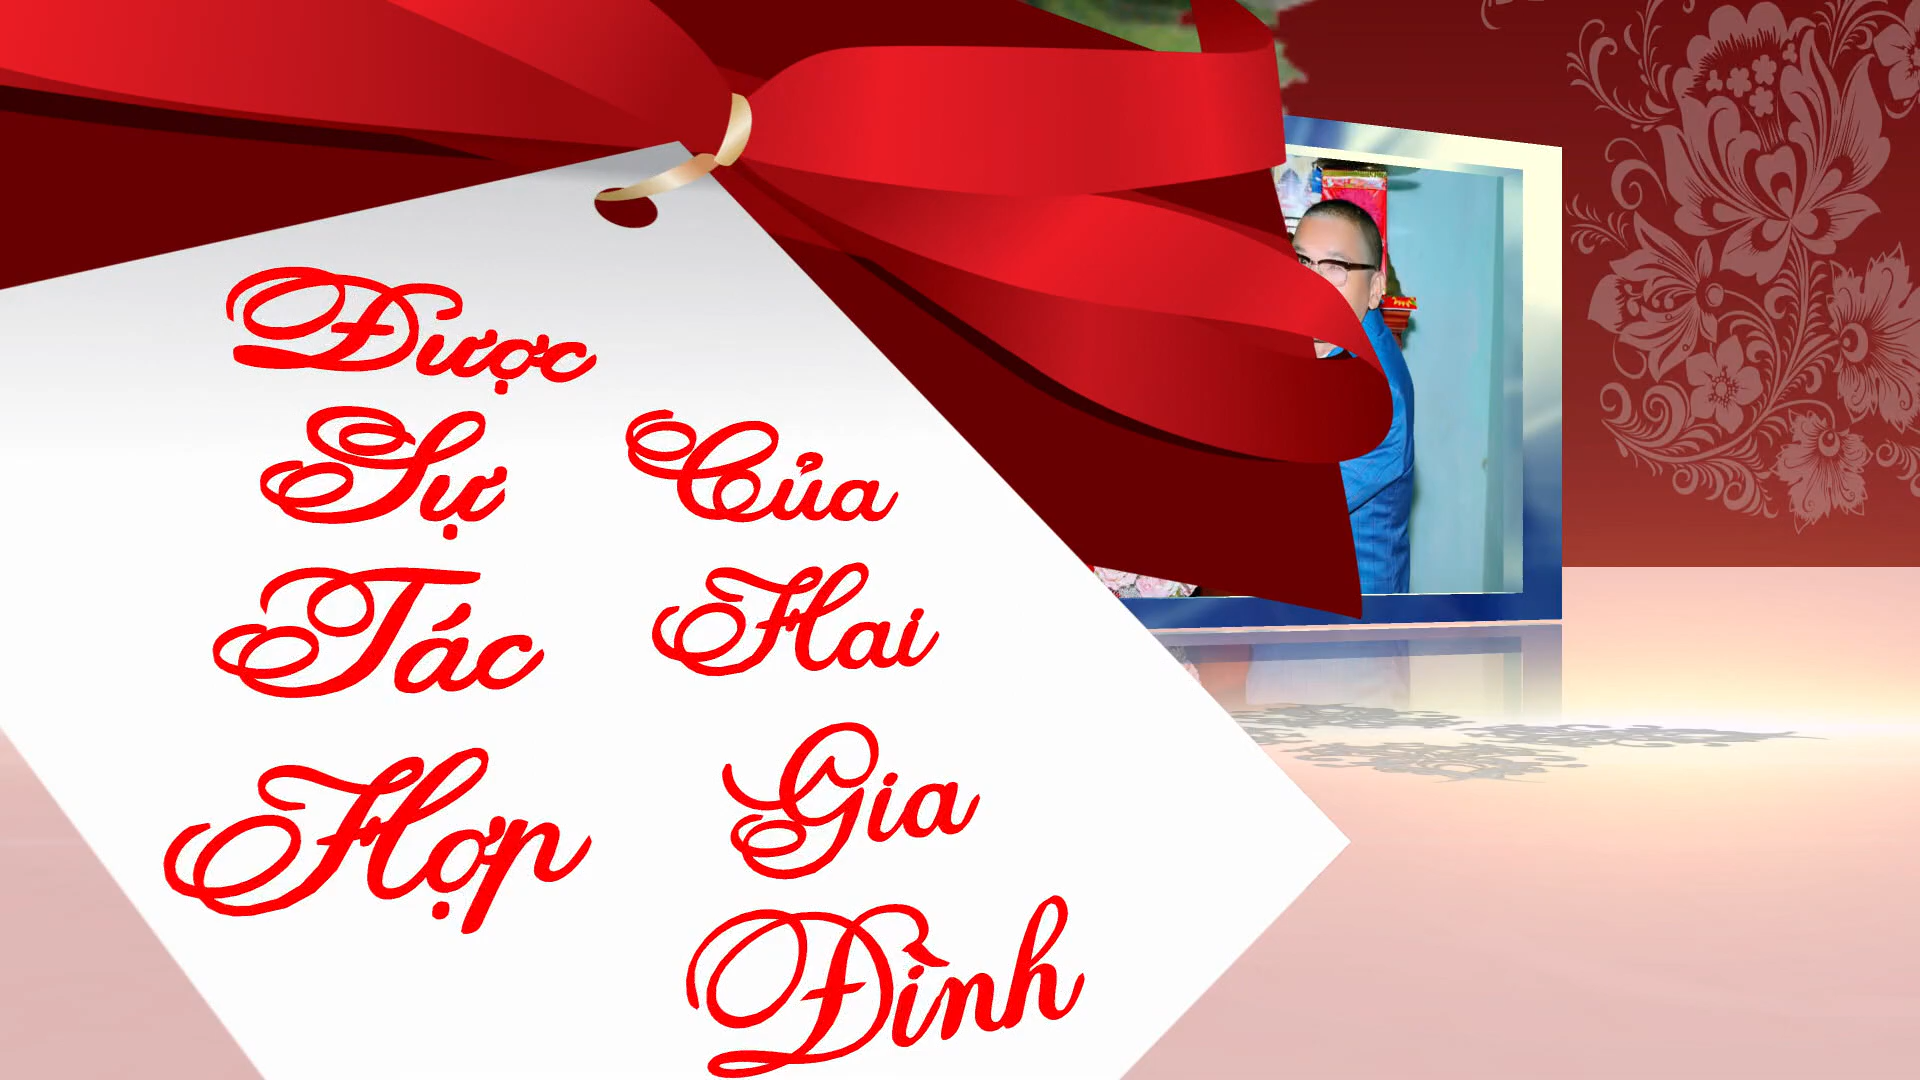 Được
Sự
Tác
Hợp
Của
Hai
Gia
Đình